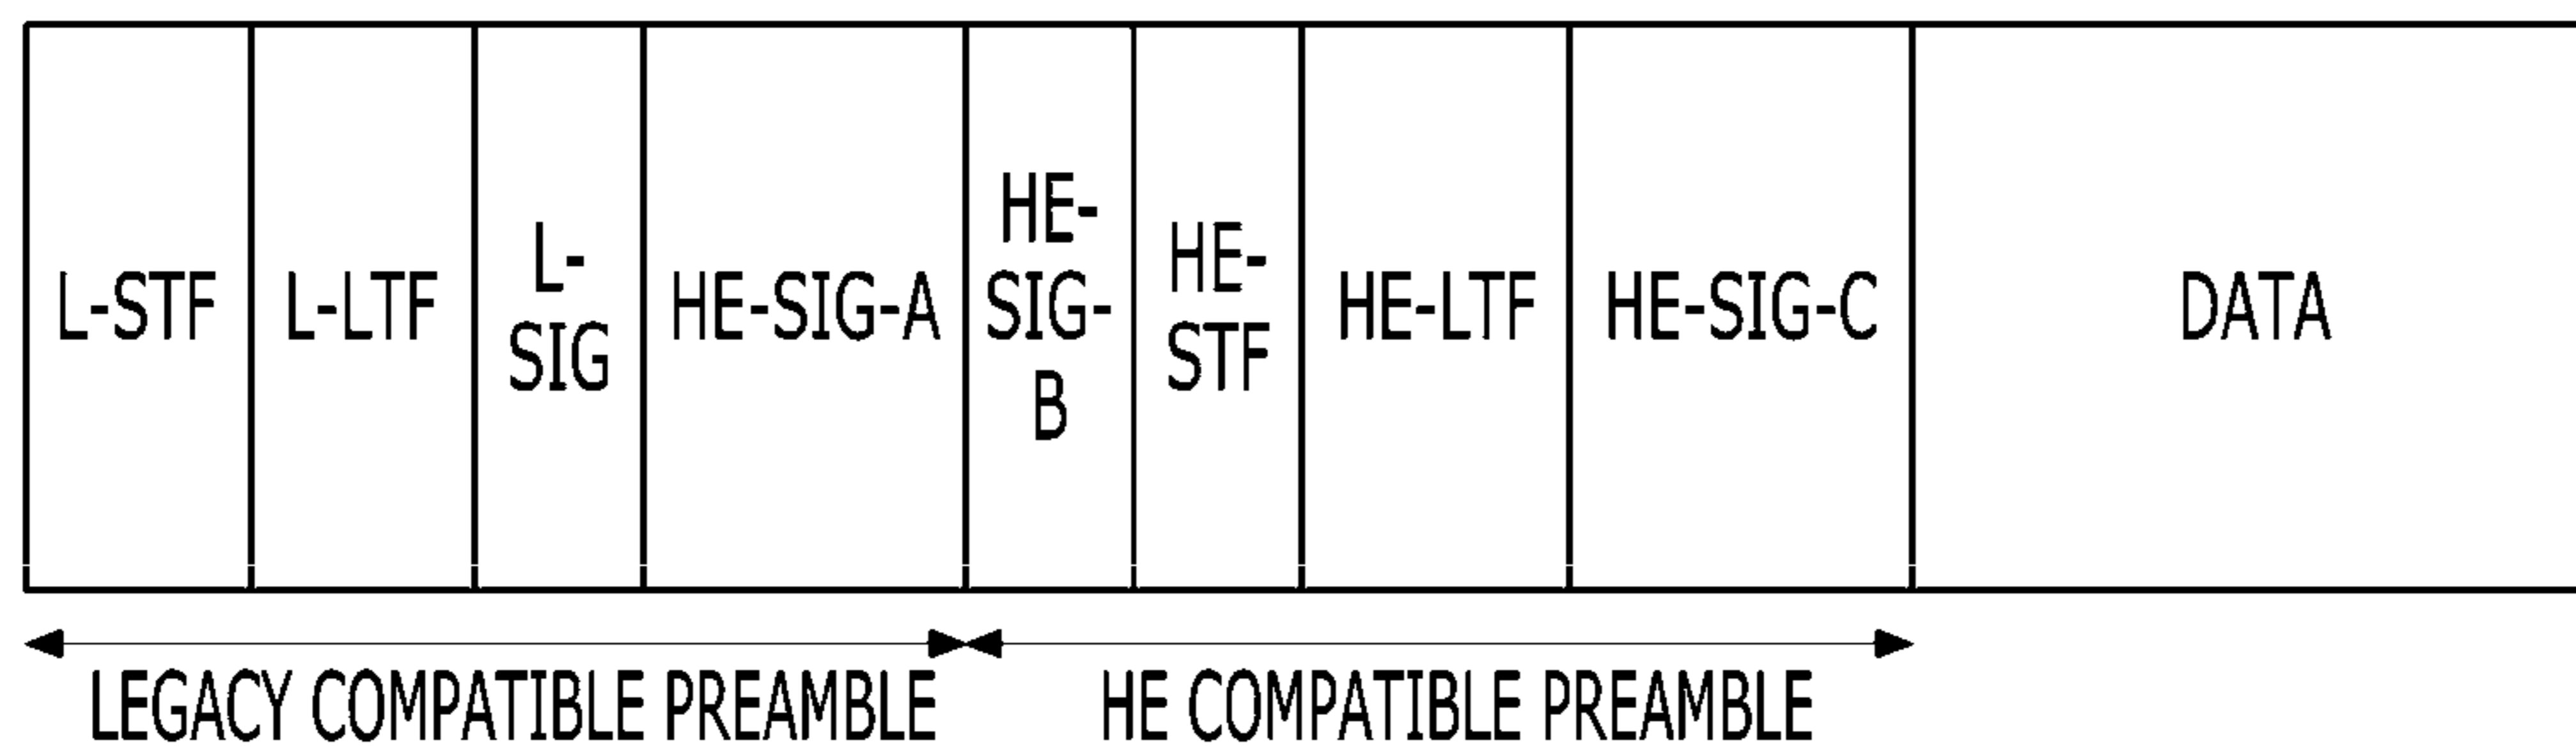 L-STF
L-LTF
L-
SIG
HE-SIG-A
HE-
SIG-
B
HE-
STF
HE-LTF
HE-SIG-C
DATA
LEGACY COMPATIBLE PREAMBLE
HE COMPATIBLE PREAMBLE